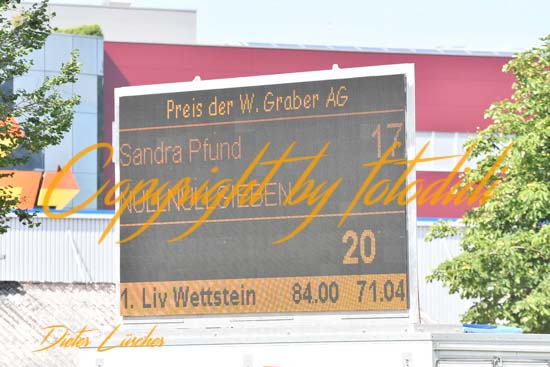 Preis der W. Graber AG
Sandra Pfund 17
NULLNULLSIEBEN
Copyright by fotodidi
20
1. Liv Wettstein 84.00 71.04
Dieter Lircher